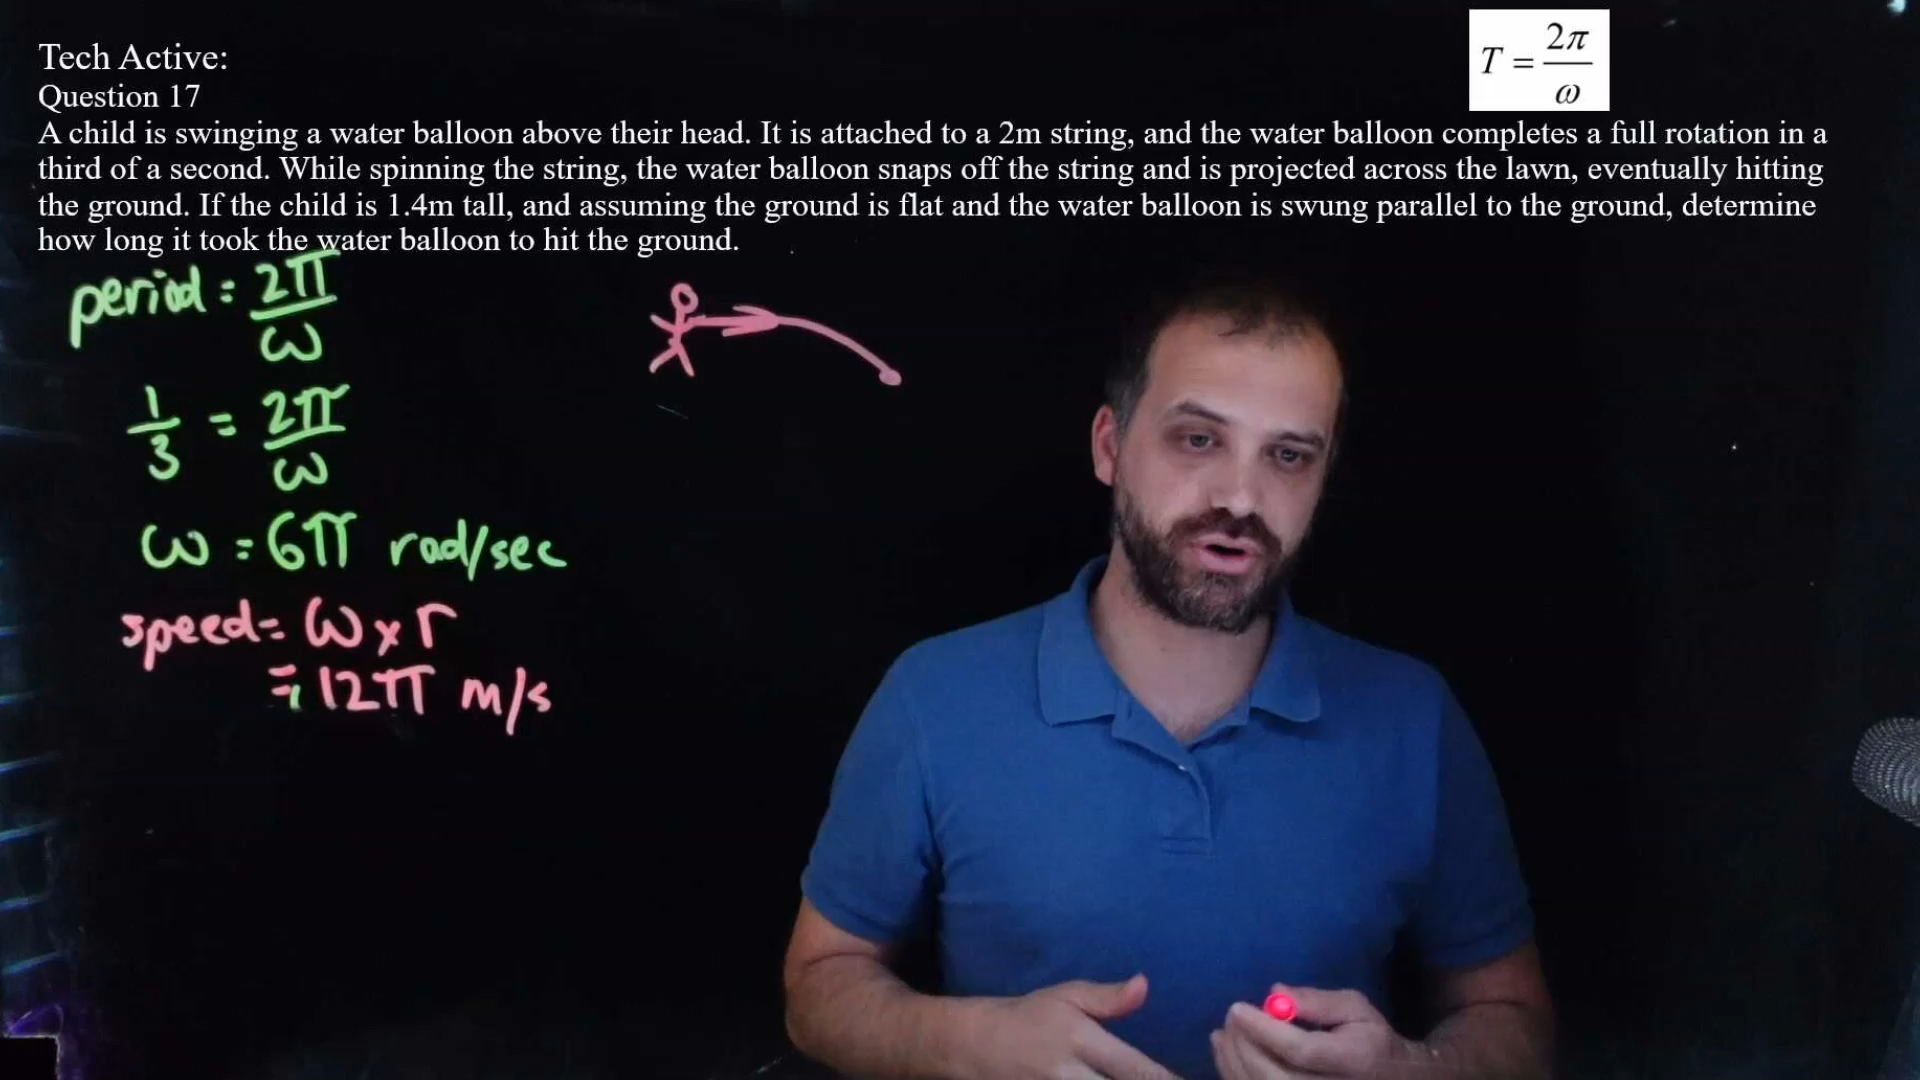 T = 2π/ω
Tech Active:
Question 17
A child is swinging a water balloon above their head. It is attached to a 2m string, and the water balloon completes a full rotation in a
third of a second. While spinning the string, the water balloon snaps off the string and is projected across the lawn, eventually hitting
the ground. If the child is 1.4m tall, and assuming the ground is flat and the water balloon is swung parallel to the ground, determine
how long it took the water balloon to hit the ground.
period = 2π/ω
1/3 = 2π/ω
ω = 6π rad/sec
speed = ω × r
= 12π m/s